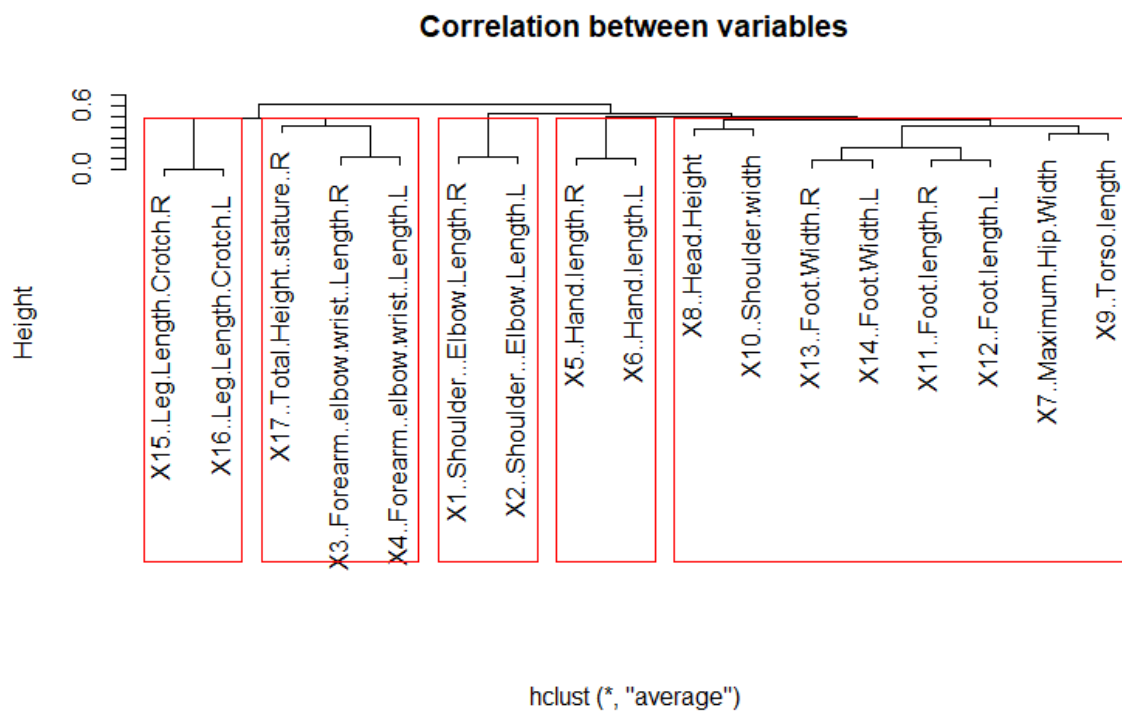 Correlation between variables
Height
0.0
0.6
X15..Leg.Length.Crotch.R
X16..Leg.Length.Crotch.L
X17..Total.Height..stature..R
X3..Forearm..elbow.wrist..Length.R
X4..Forearm..elbow.wrist..Length.L
X1..Shoulder...Elbow.Length.R
X2..Shoulder...Elbow.Length.L
X5..Hand.length.R
X6..Hand.length.L
X8..Head.Height
X10..Shoulder.width
X13..Foot.Width.R
X14..Foot.Width.L
X11..Foot.length.R
X12..Foot.length.L
X7..Maximum.Hip.Width
X9..Torso.length
hclust (*, "average")